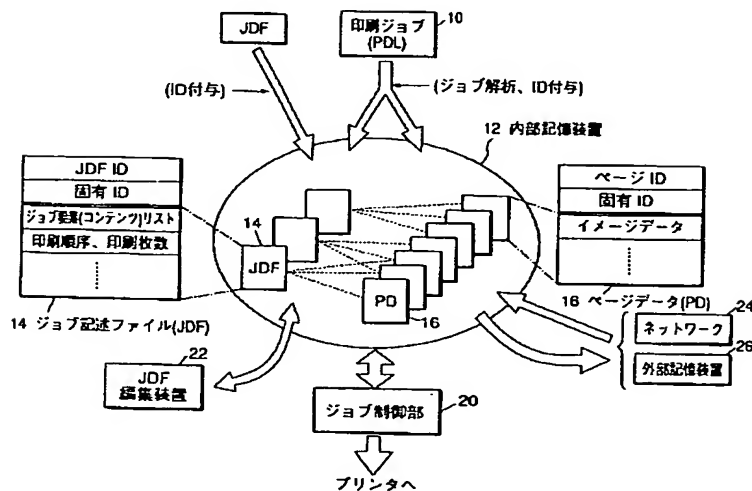 JDF
印刷ジョブ
(PDL)
10
(ID付与)
(ジョブ解析、ID付与)
12 内部記憶装置
JDF ID
固有 ID
ジョブ要素(コンテンツ)リスト
印刷順序、印刷枚数
14 ジョブ記述ファイル(JDF)
14
JDF
PD
16
ページ ID
固有 ID
イメージデータ
16 ページデータ(PD)
24
ネットワーク
26
外部記憶装置
22
JDF
編集装置
ジョブ制御部
20
プリンタへ